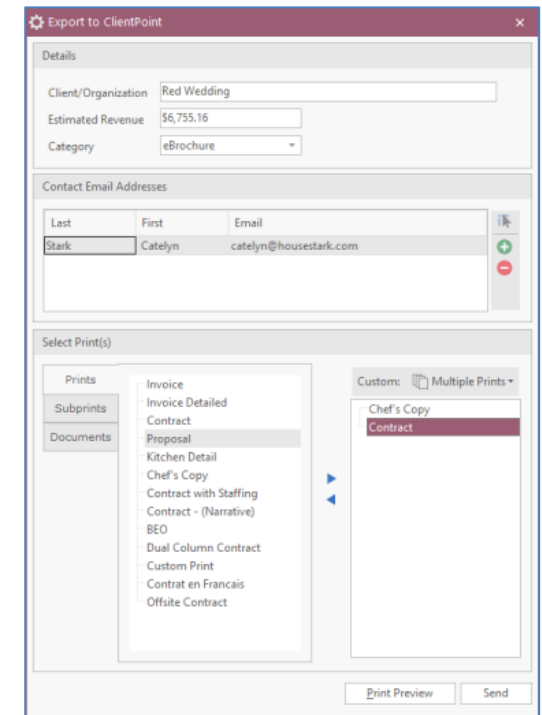 Export to ClientPoint
Details
Client/Organization Red Wedding
Estimated Revenue $6,755.16
Category eBrochure
Contact Email Addresses
Last First Email
Stark Catelyn catelyn@housestark.com
Select Print(s)
Prints
Subprints
Documents
Invoice
Invoice Detailed
Contract
Proposal
Kitchen Detail
Chef's Copy
Contract with Staffing
Contract - (Narrative)
BEO
Dual Column Contract
Custom Print
Contrat en Francais
Offsite Contract
Custom: Multiple Prints
Chef's Copy
Contract
Print Preview Send